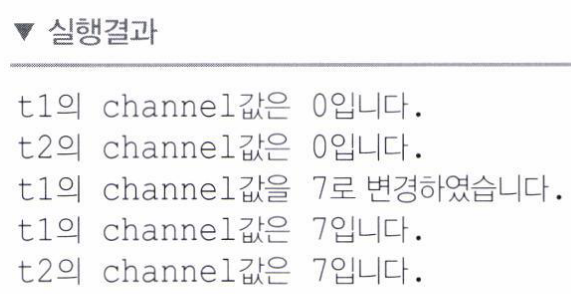 ▼ 실행결과
t1의 channel값은 0입니다.
t2의 channel값은 0입니다.
t1의 channel값을 7로 변경하였습니다.
t1의 channel값은 7입니다.
t2의 channel값은 7입니다.